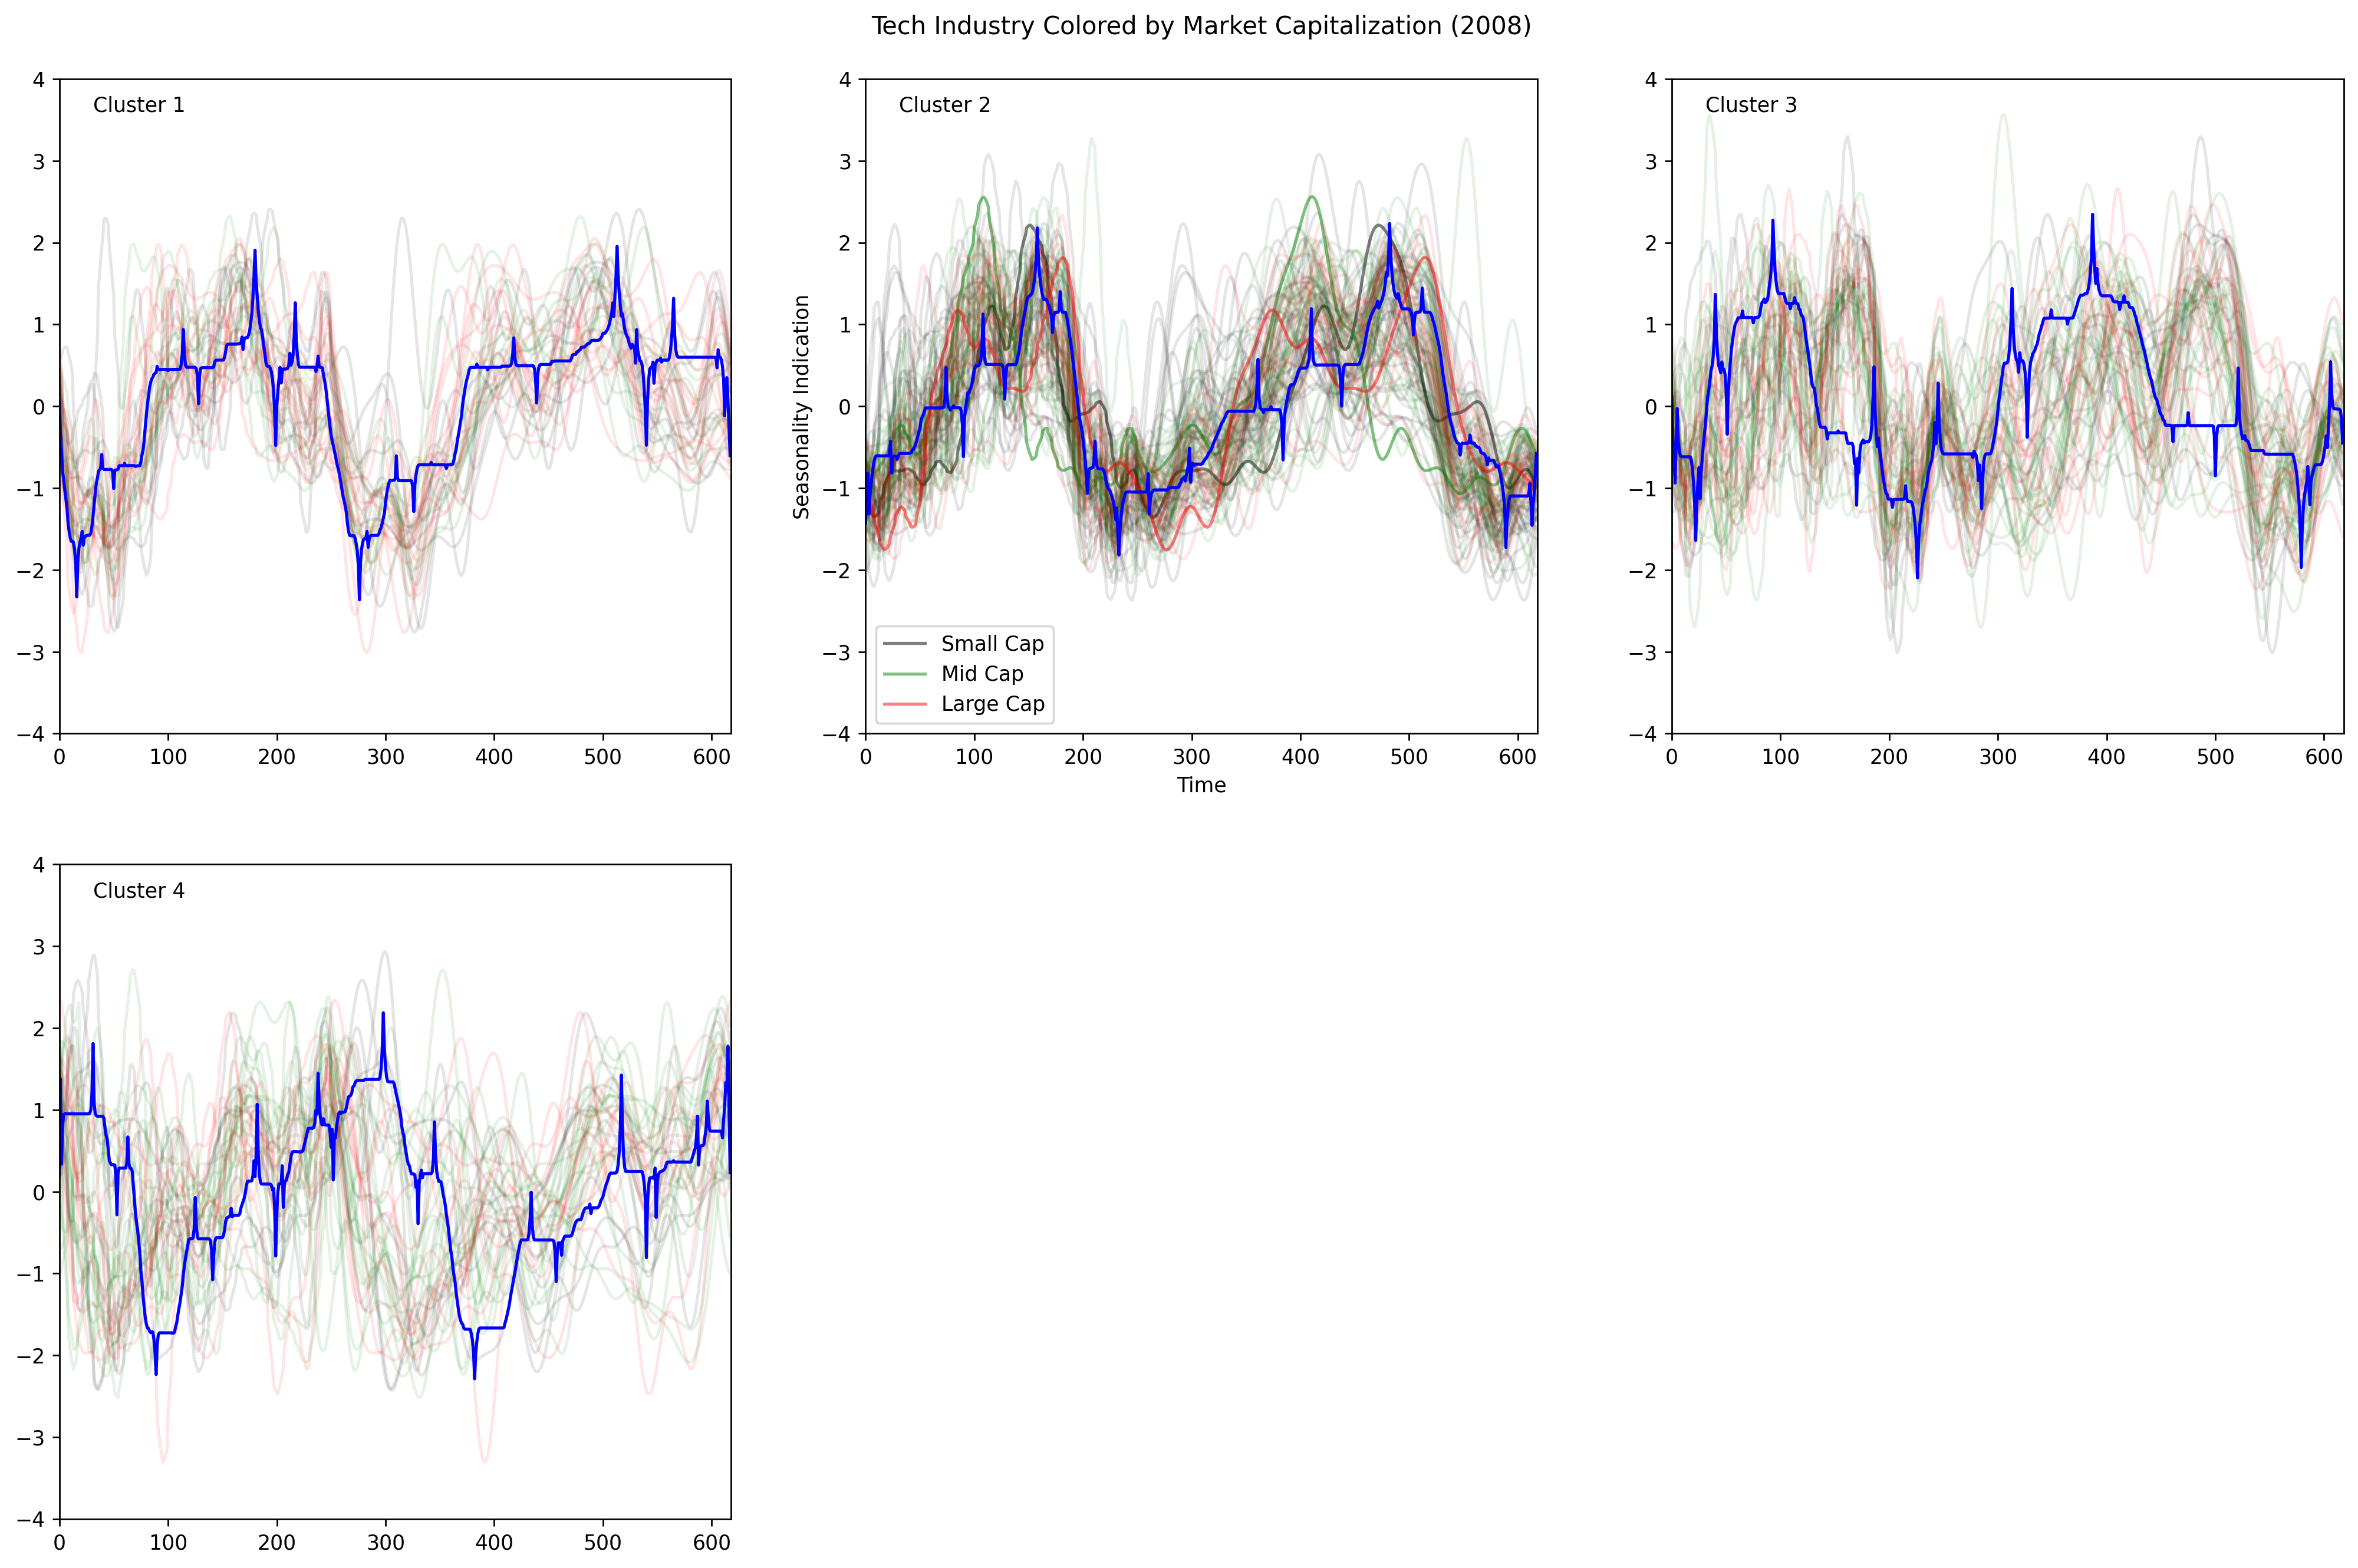 Tech Industry Colored by Market Capitalization (2008)
Cluster 1
4
3
2
1
0
−1
−2
−3
−4
0 100 200 300 400 500 600
Cluster 2
Seasonality Indication
4
3
2
1
0
−1
−2
−3
−4
Small Cap
Mid Cap
Large Cap
0 100 200 300 400 500 600
Time
Cluster 3
4
3
2
1
0
−1
−2
−3
−4
0 100 200 300 400 500 600
Cluster 4
4
3
2
1
0
−1
−2
−3
−4
0 100 200 300 400 500 600